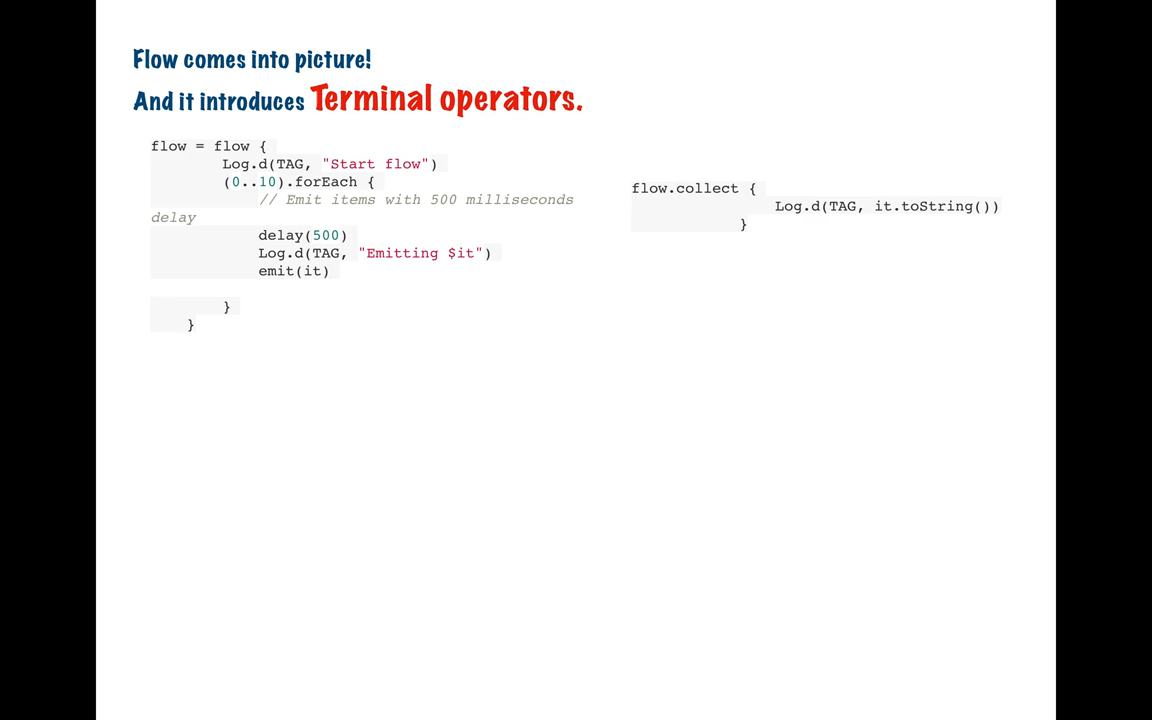 Flow comes into picture!
And it introduces Terminal operators.
flow = flow {
Log.d(TAG, "Start flow")
(0..10).forEach {
// Emit items with 500 milliseconds
delay
delay(500)
Log.d(TAG, "Emitting $it")
emit(it)
}
}
flow.collect {
Log.d(TAG, it.toString())
}